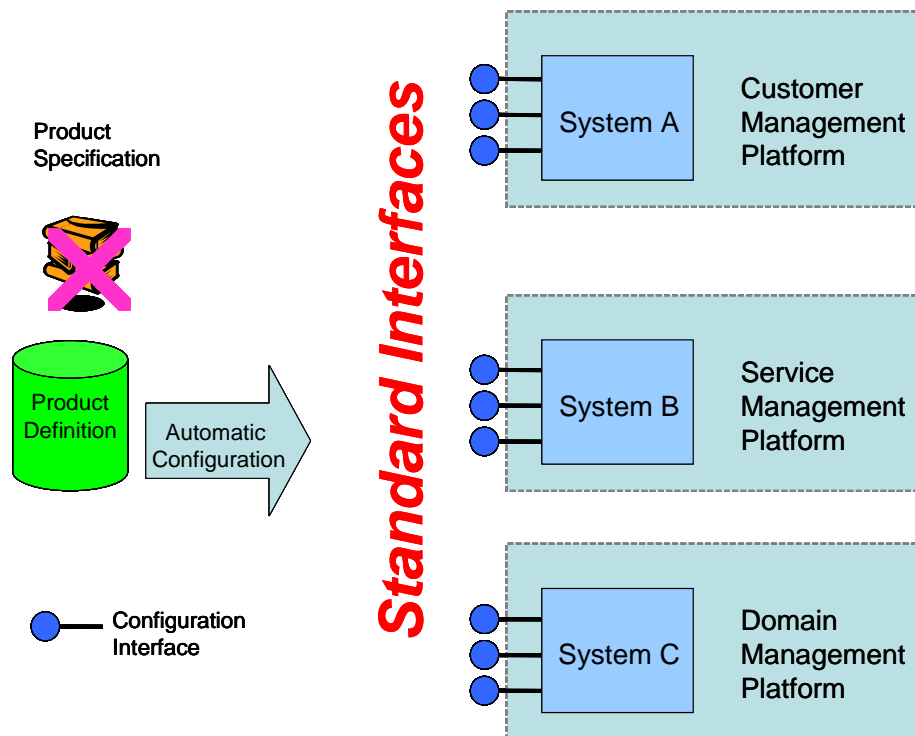 Product
Specification
Product
Definition
Automatic
Configuration
Configuration
Interface
Standard Interfaces
System A
Customer
Management
Platform
System B
Service
Management
Platform
System C
Domain
Management
Platform